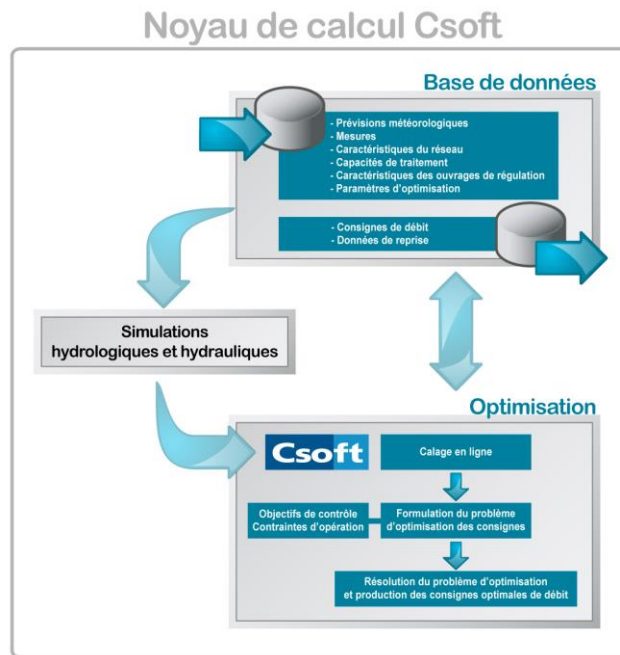 Noyau de calcul Csoft
Base de données
- Prévisions météorologiques
- Mesures
- Caractéristiques du réseau
- Capacités de traitement
- Caractéristiques des ouvrages de régulation
- Paramètres d'optimisation
- Consignes de débit
- Données de reprise
Simulations
hydrologiques et hydrauliques
Optimisation
Csoft
Calage en ligne
Objectifs de contrôle
Contraintes d'opération
Formulation du problème
d'optimisation des consignes
Résolution du problème d'optimisation
et production des consignes optimales de débit